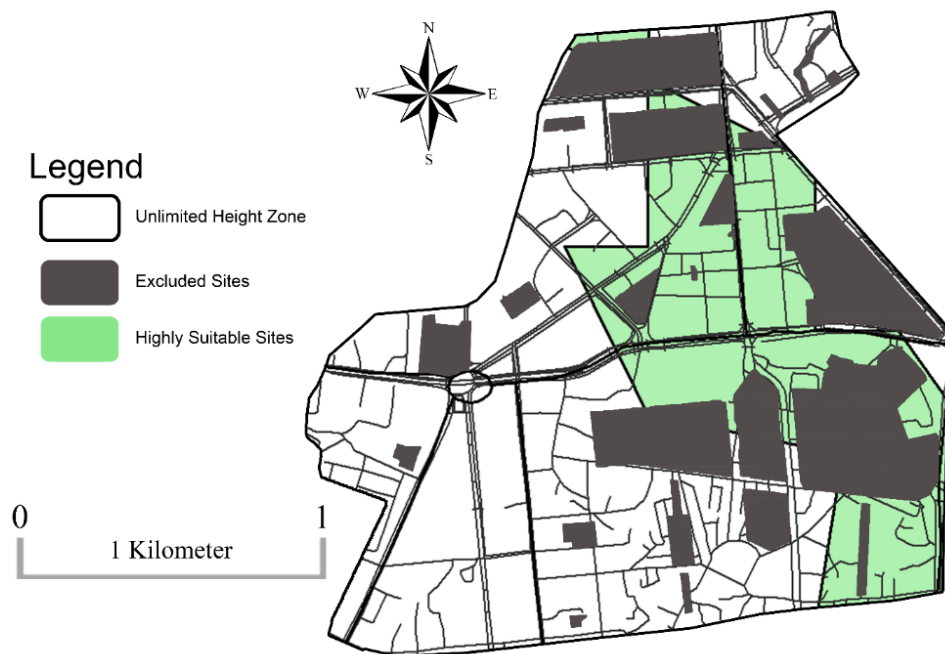 N
W E
S
Legend
Unlimited Height Zone
Excluded Sites
Highly Suitable Sites
0 1
1 Kilometer